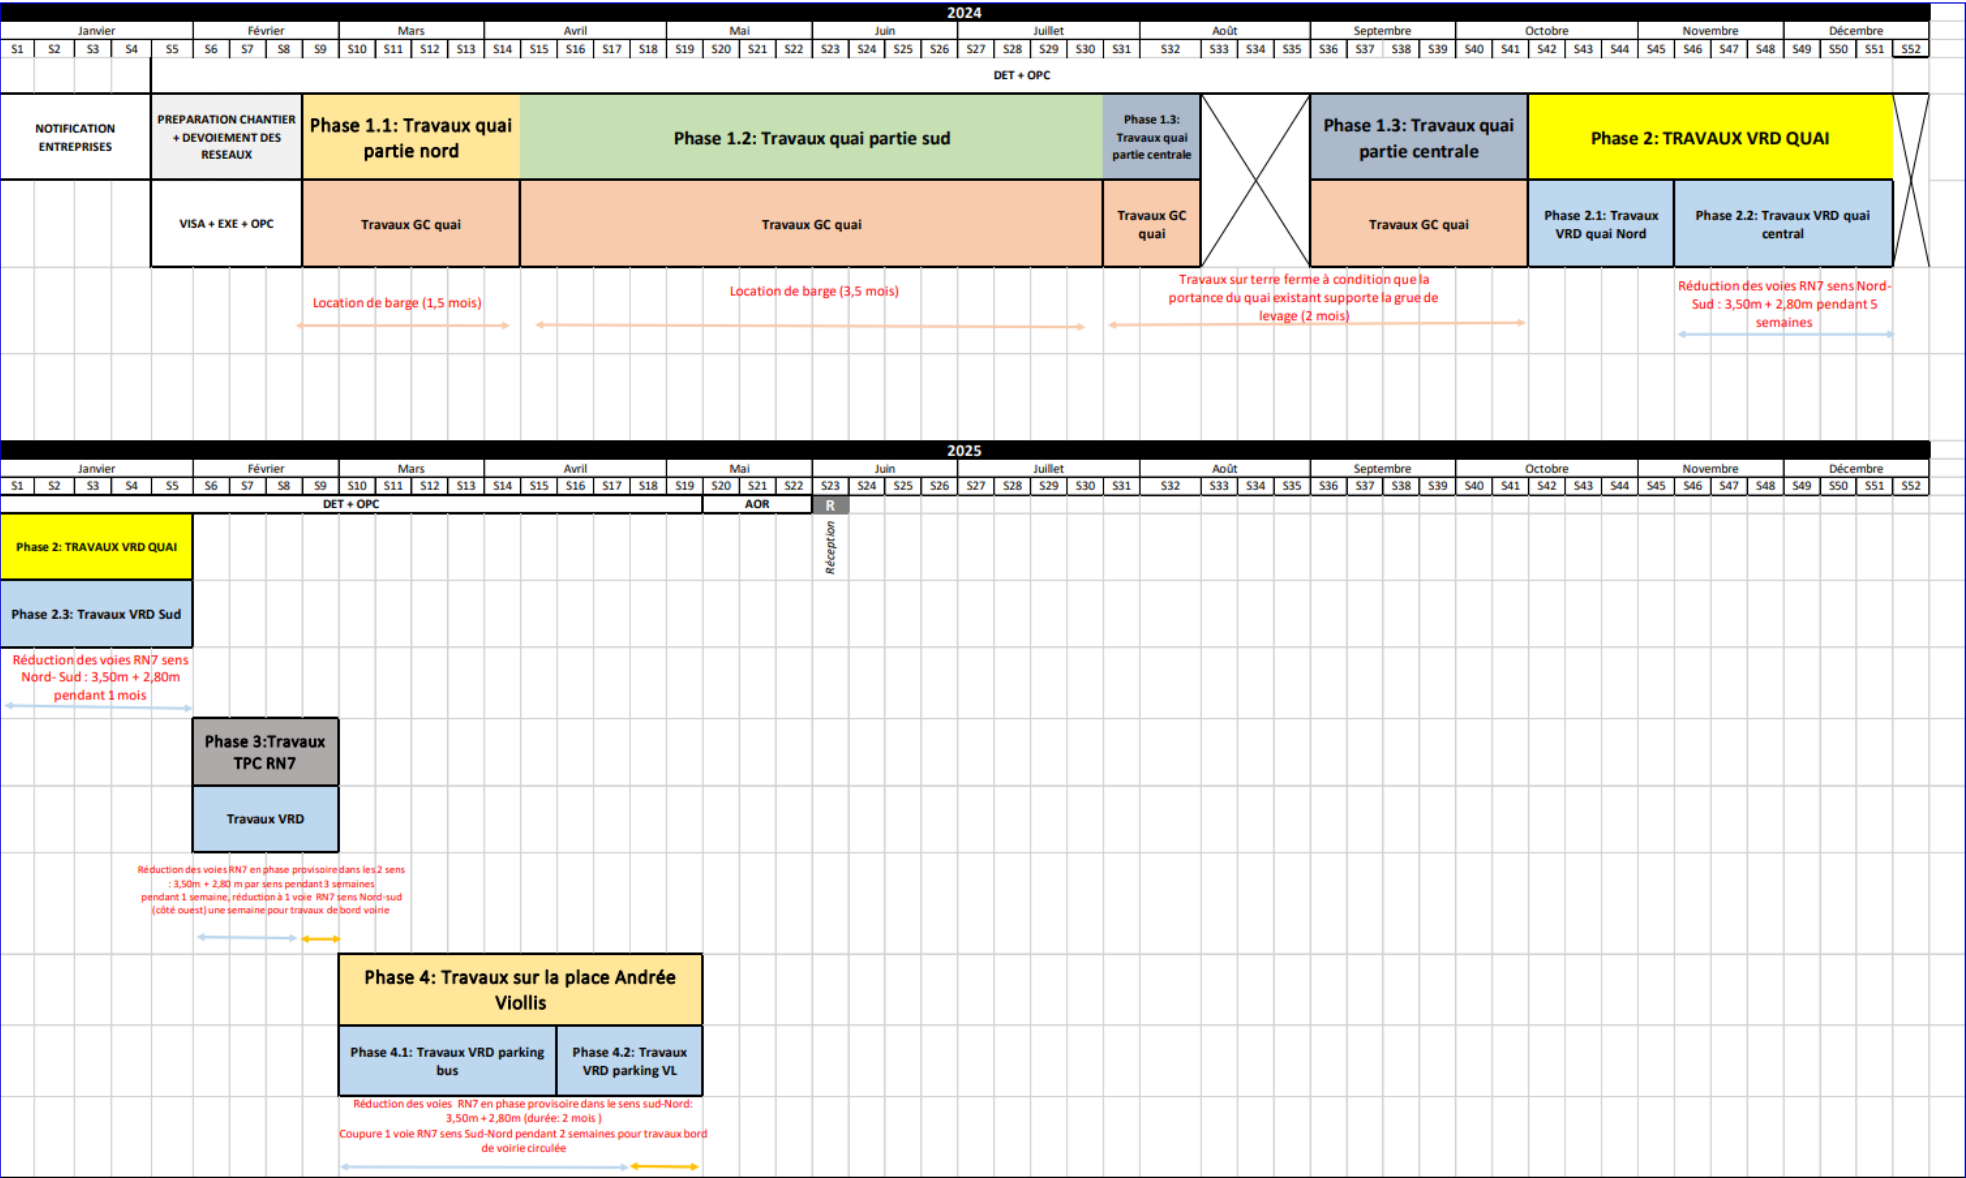 2024
Janvier Février Mars Avril Mai Juin Juillet Août Septembre Octobre Novembre Décembre
S1 S2 S3 S4 S5 S6 S7 S8 S9 S10 S11 S12 S13 S14 S15 S16 S17 S18 S19 S20 S21 S22 S23 S24 S25 S26 S27 S28 S29 S30 S31 S32 S33 S34 S35 S36 S37 S38 S39 S40 S41 S42 S43 S44 S45 S46 S47 S48 S49 S50 S51 S52
DET + OPC
NOTIFICATION
ENTREPRISES
PREPARATION CHANTIER
+ DEVOIEMENT DES
RESEAUX
Phase 1.1: Travaux quai
partie nord
Phase 1.2: Travaux quai partie sud
Phase 1.3:
Travaux quai
partie centrale
Phase 1.3: Travaux quai
partie centrale
Phase 2: TRAVAUX VRD QUAI
VISA + EXE + OPC
Travaux GC quai
Travaux GC quai
Travaux GC
quai
Travaux GC quai
Phase 2.1: Travaux
VRD quai Nord
Phase 2.2: Travaux VRD quai
central
Location de barge (1,5 mois)
Location de barge (3,5 mois)
Travaux sur terre ferme à condition que la
portance du quai existant supporte la grue de
levage (2 mois)
Réduction des voies RN7 sens Nord-
Sud : 3,50m + 2,80m pendant 5
semaines
2025
Janvier Février Mars Avril Mai Juin Juillet Août Septembre Octobre Novembre Décembre
S1 S2 S3 S4 S5 S6 S7 S8 S9 S10 S11 S12 S13 S14 S15 S16 S17 S18 S19 S20 S21 S22 S23 S24 S25 S26 S27 S28 S29 S30 S31 S32 S33 S34 S35 S36 S37 S38 S39 S40 S41 S42 S43 S44 S45 S46 S47 S48 S49 S50 S51 S52
DET + OPC AOR R
Réception
Phase 2: TRAVAUX VRD QUAI
Phase 2.3: Travaux VRD Sud
Réduction des voies RN7 sens
Nord- Sud : 3,50m + 2,80m
pendant 1 mois
Phase 3:Travaux
TPC RN7
Travaux VRD
Réduction des voies RN7 en phase provisoire dans les 2 sens
: 3,50m + 2,80 m par sens pendant 3 semaines
pendant 1 semaine, réduction à 1 voie RN7 sens Nord-sud
(côté ouest) une semaine pour travaux de bord voirie
Phase 4: Travaux sur la place Andrée
Viollis
Phase 4.1: Travaux VRD parking
bus
Phase 4.2: Travaux
VRD parking VL
Réduction des voies RN7 en phase provisoire dans le sens sud-Nord:
3,50m + 2,80m (durée: 2 mois )
Coupure 1 voie RN7 sens Sud-Nord pendant 2 semaines pour travaux bord
de voirie circulée